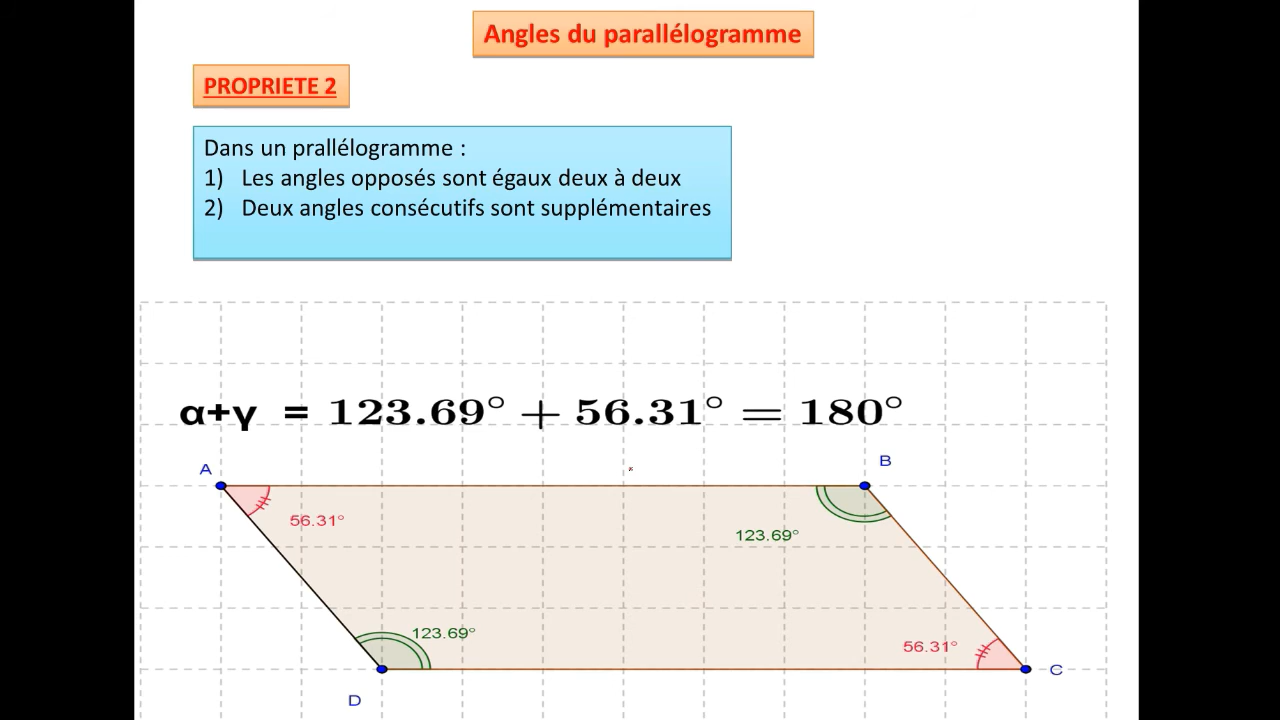 Angles du parallélogramme
PROPRIETE 2
Dans un prallélogramme :
1) Les angles opposés sont égaux deux à deux
2) Deux angles consécutifs sont supplémentaires
α+γ = 123.69° + 56.31° = 180°
A
B
56.31°
123.69°
123.69°
56.31°
C
D